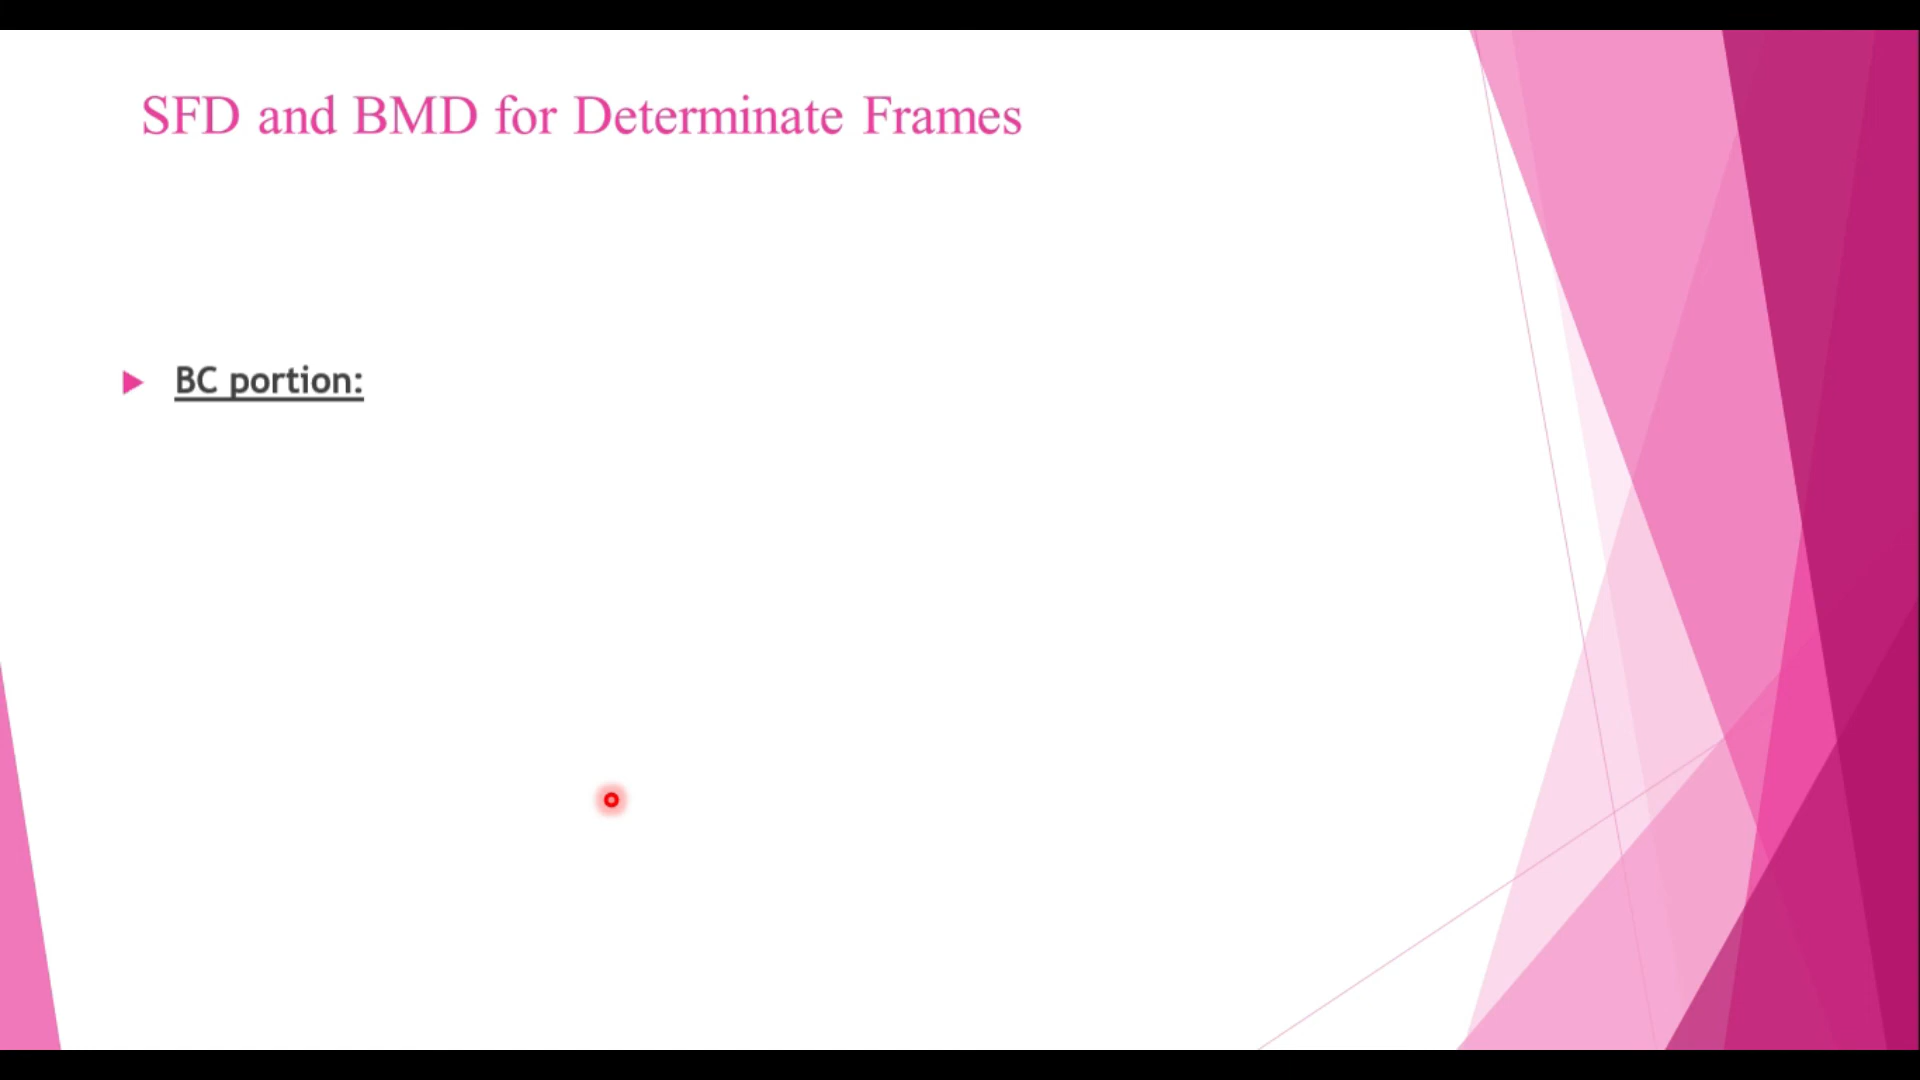 SFD and BMD for Determinate Frames
BC portion: